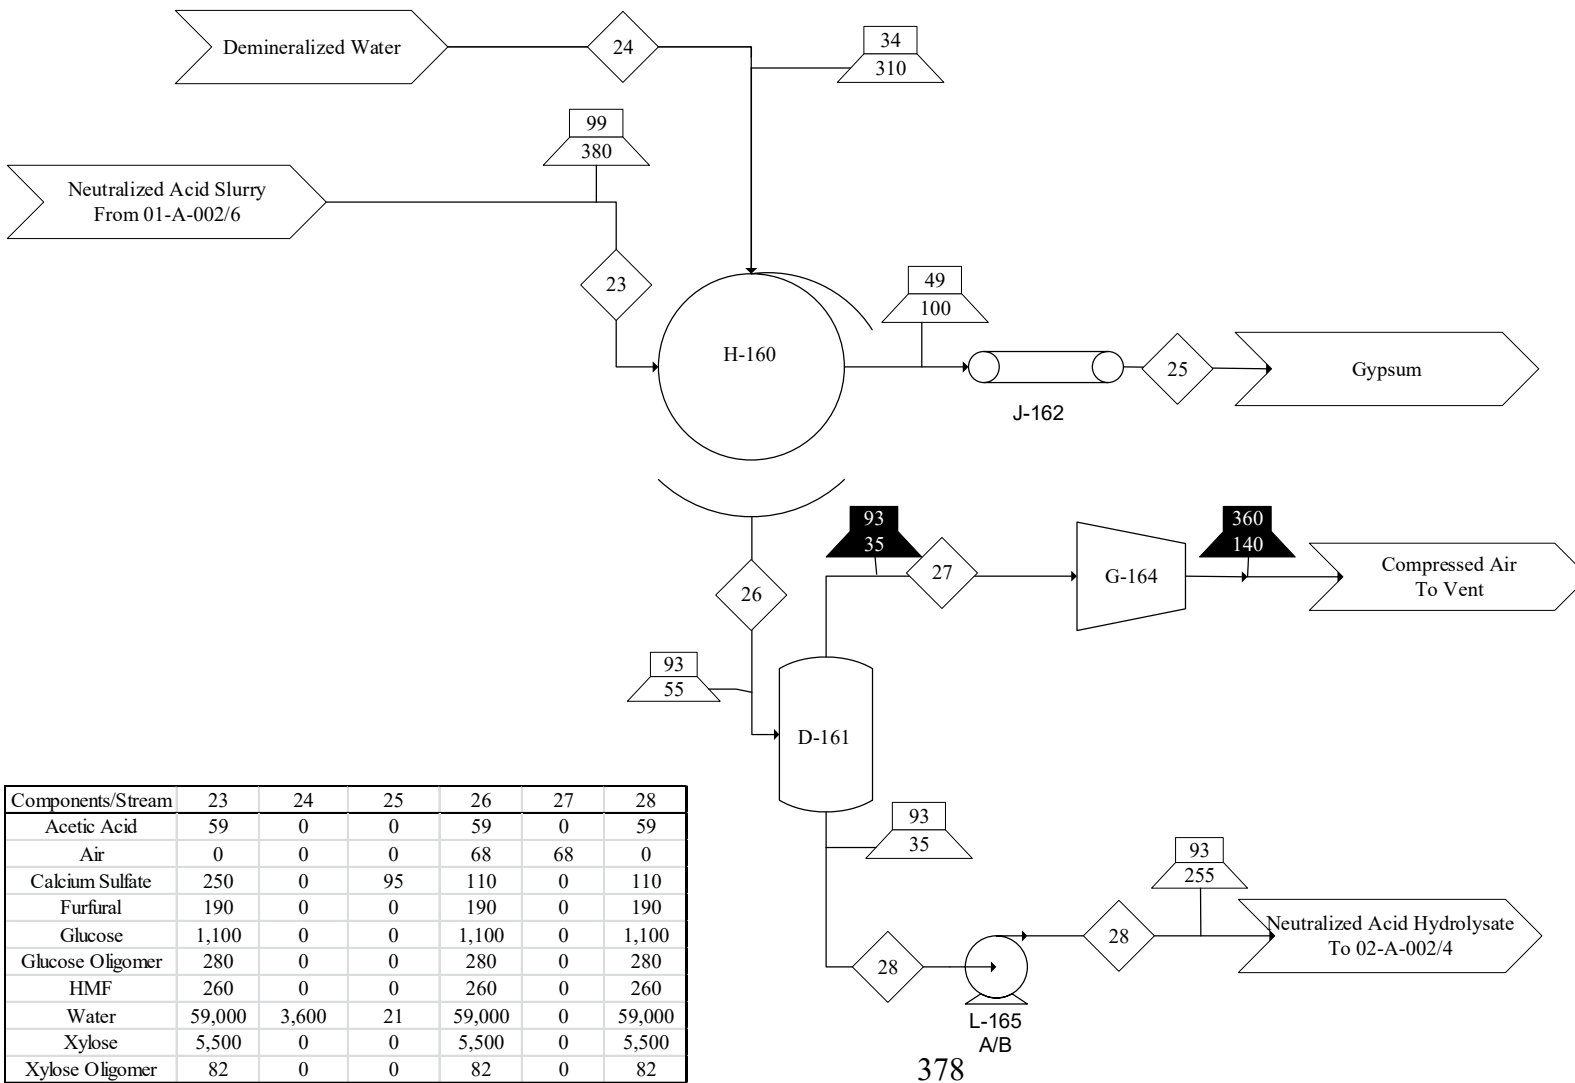 Demineralized Water
24
34
310
99
380
Neutralized Acid Slurry
From 01-A-002/6
23
H-160
49
100
J-162
25
Gypsum
26
93
35
27
G-164
360
140
Compressed Air
To Vent
93
55
D-161
93
35
28
L-165
A/B
28
93
255
Neutralized Acid Hydrolysate
To 02-A-002/4
Components/Stream 23 24 25 26 27 28
Acetic Acid 59 0 0 59 0 59
Air 0 0 0 68 68 0
Calcium Sulfate 250 0 95 110 0 110
Furfural 190 0 0 190 0 190
Glucose 1,100 0 0 1,100 0 1,100
Glucose Oligomer 280 0 0 280 0 280
HMF 260 0 0 260 0 260
Water 59,000 3,600 21 59,000 0 59,000
Xylose 5,500 0 0 5,500 0 5,500
Xylose Oligomer 82 0 0 82 0 82
378